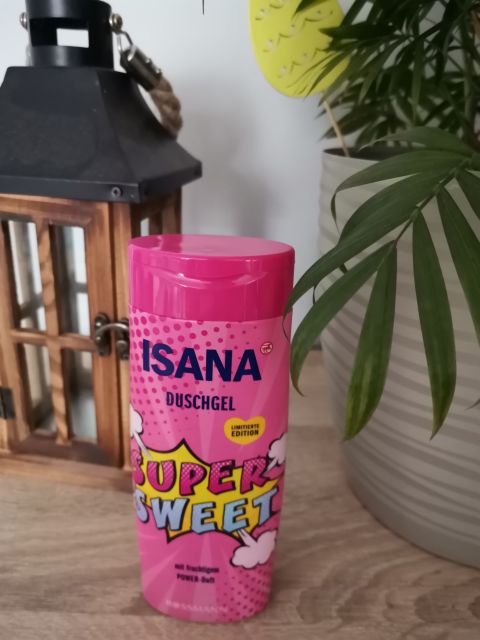 ISANA
DUSCHGEL
LIMITIERTE
EDITION
SUPER
SWEET
mit fruchtigem
POWER-Duft
ROSSMANN